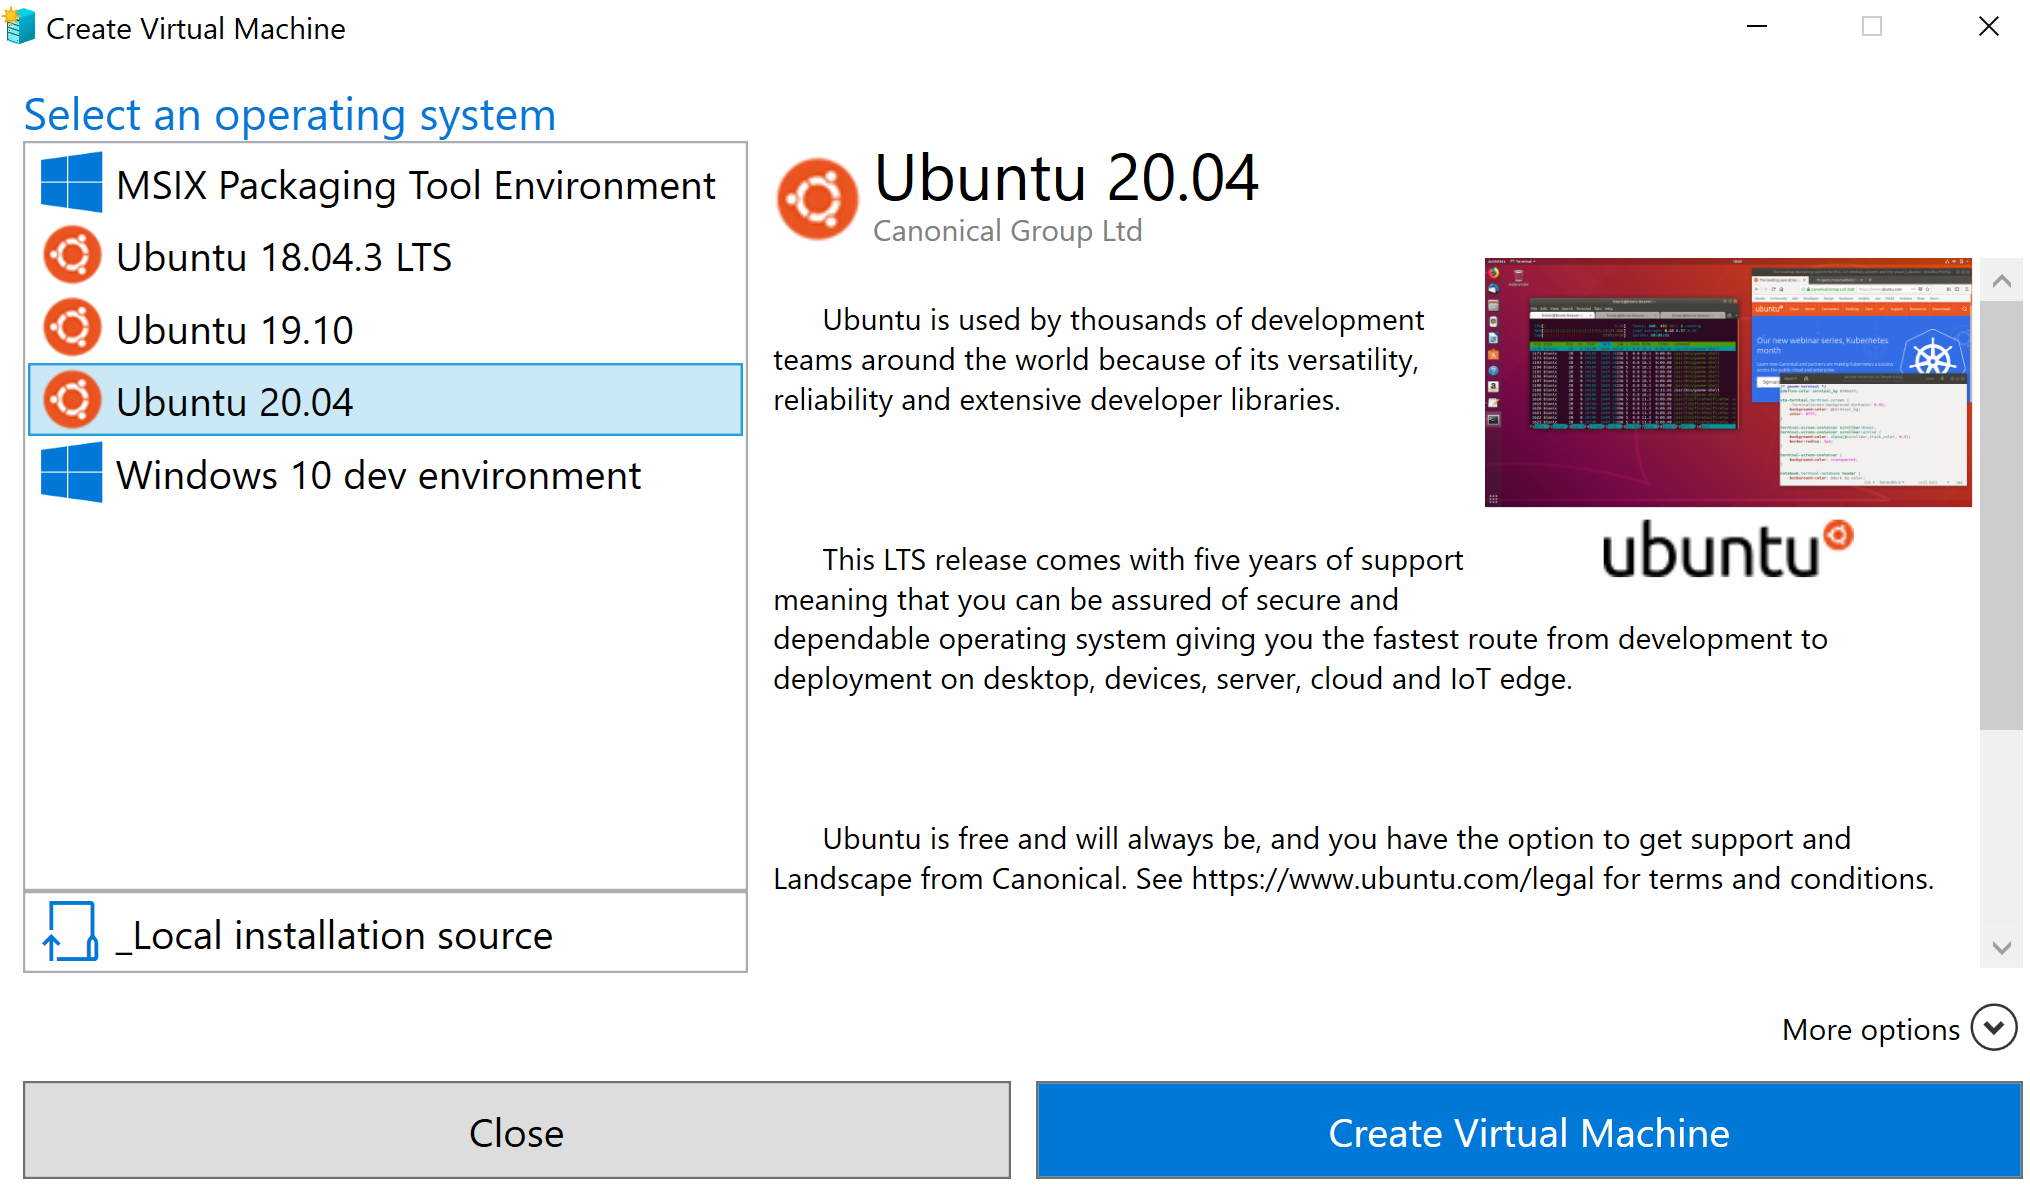 Create Virtual Machine
Select an operating system
MSIX Packaging Tool Environment
Ubuntu 18.04.3 LTS
Ubuntu 19.10
Ubuntu 20.04
Windows 10 dev environment
_Local installation source
Ubuntu 20.04
Canonical Group Ltd
Ubuntu is used by thousands of development
teams around the world because of its versatility,
reliability and extensive developer libraries.
Our new webinar series, Kubernetes
month
ubuntu
This LTS release comes with five years of support
meaning that you can be assured of secure and
dependable operating system giving you the fastest route from development to
deployment on desktop, devices, server, cloud and IoT edge.
Ubuntu is free and will always be, and you have the option to get support and
Landscape from Canonical. See https://www.ubuntu.com/legal for terms and conditions.
More options
Close
Create Virtual Machine